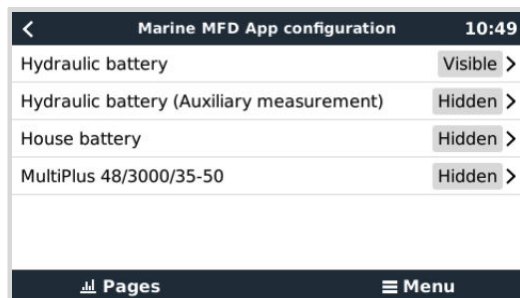 Marine MFD App configuration 10:49
Hydraulic battery Visible
Hydraulic battery (Auxiliary measurement) Hidden
House battery Hidden
MultiPlus 48/3000/35-50 Hidden
Pages Menu